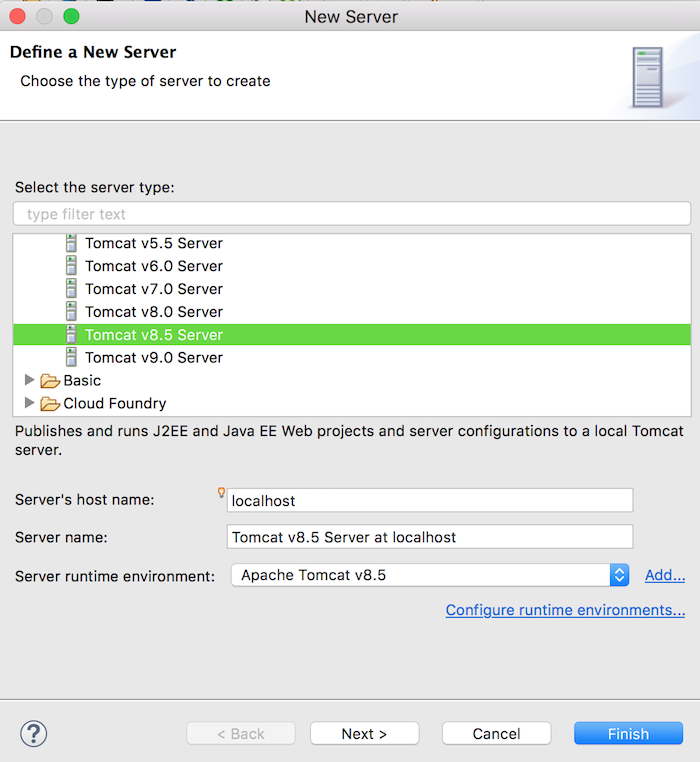 New Server
Define a New Server
Choose the type of server to create
Select the server type:
type filter text
Tomcat v5.5 Server
Tomcat v6.0 Server
Tomcat v7.0 Server
Tomcat v8.0 Server
Tomcat v8.5 Server
Tomcat v9.0 Server
Basic
Cloud Foundry
Publishes and runs J2EE and Java EE Web projects and server configurations to a local Tomcat
server.
Server's host name: localhost
Server name: Tomcat v8.5 Server at localhost
Server runtime environment: Apache Tomcat v8.5 Add...
Configure runtime environments...
? < Back Next > Cancel Finish